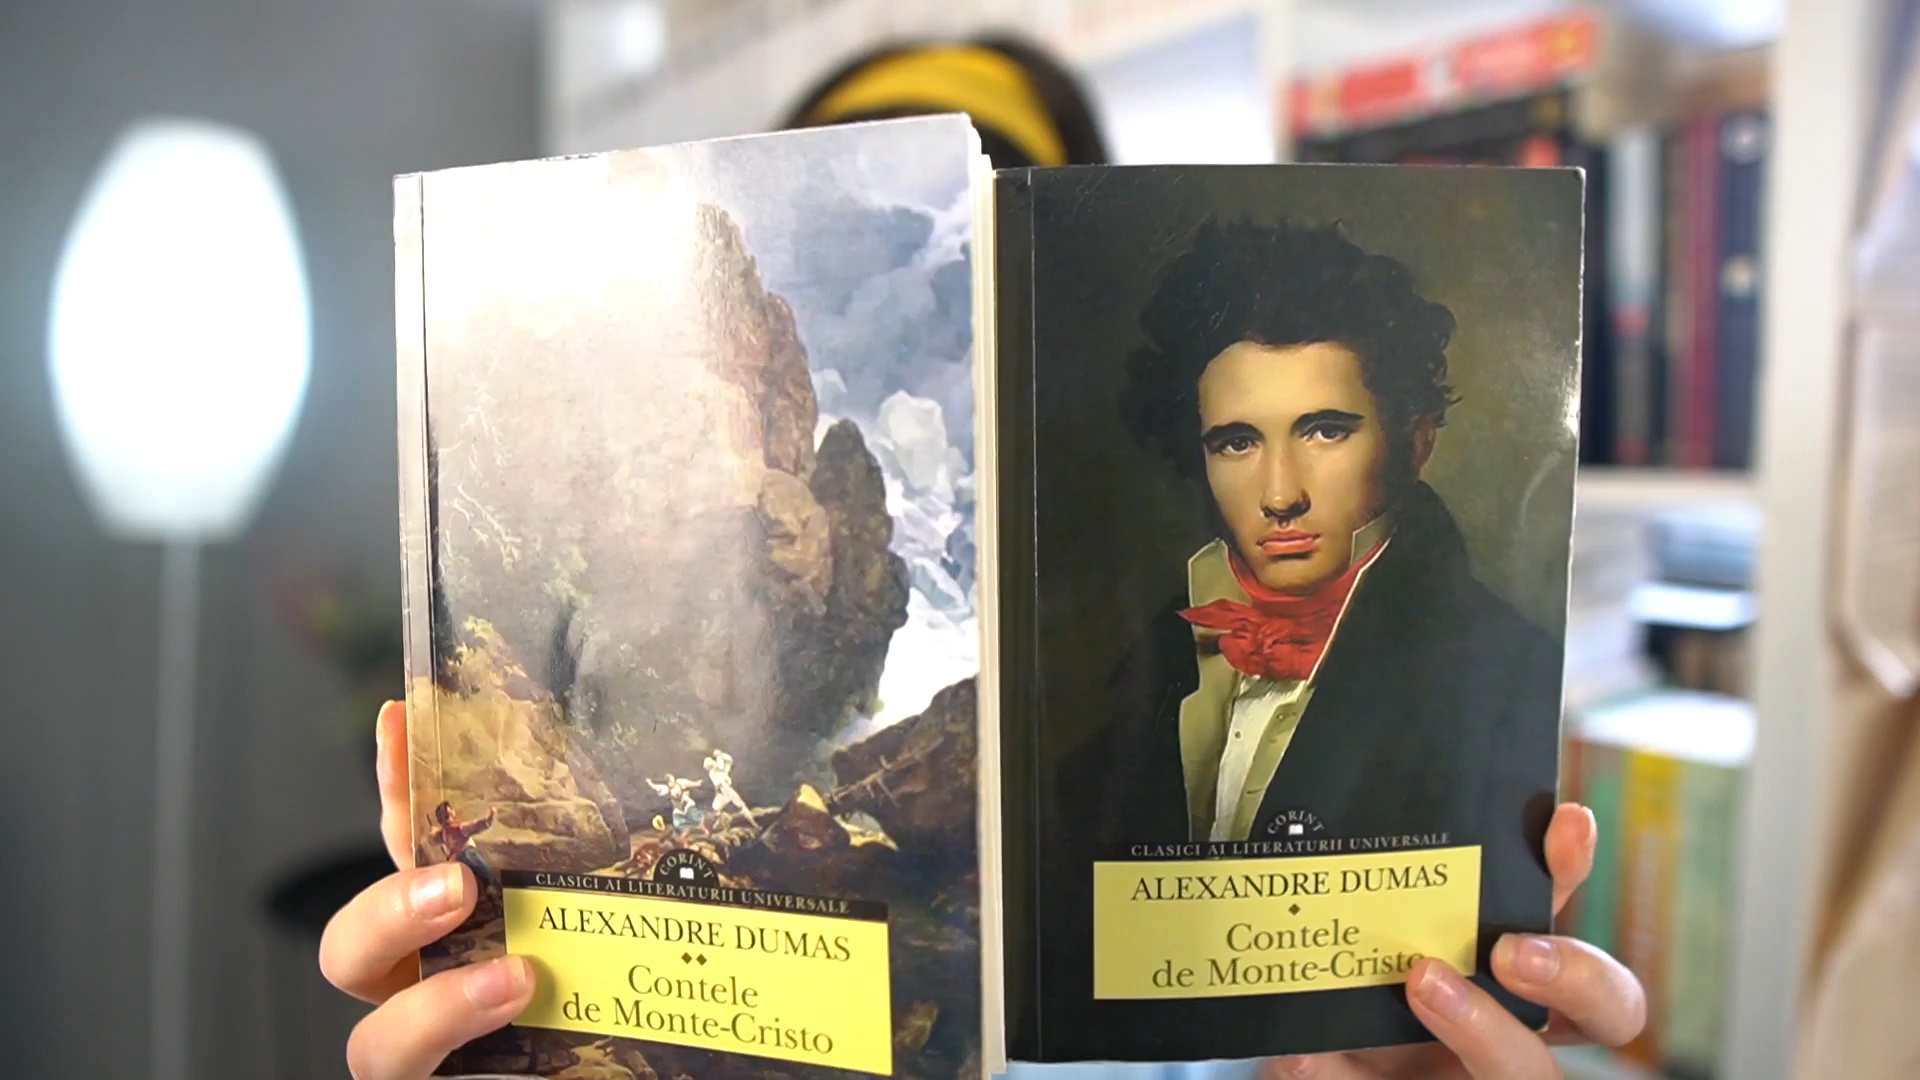 CORINT
CLASICI AI LITERATURII UNIVERSALE
ALEXANDRE DUMAS
Contele
de Monte-Cristo
CORINT
CLASICI AI LITERATURII UNIVERSALE
ALEXANDRE DUMAS
Contele
de Monte-Cristo